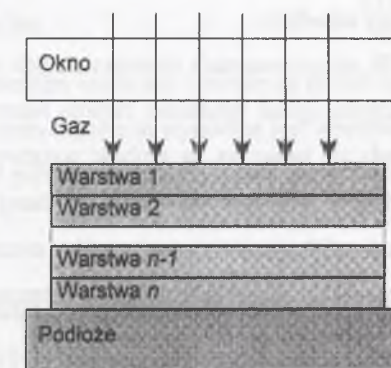 Okno
Gaz
Warstwa 1
Warstwa 2
Warstwa n-1
Warstwa n
Podłoże